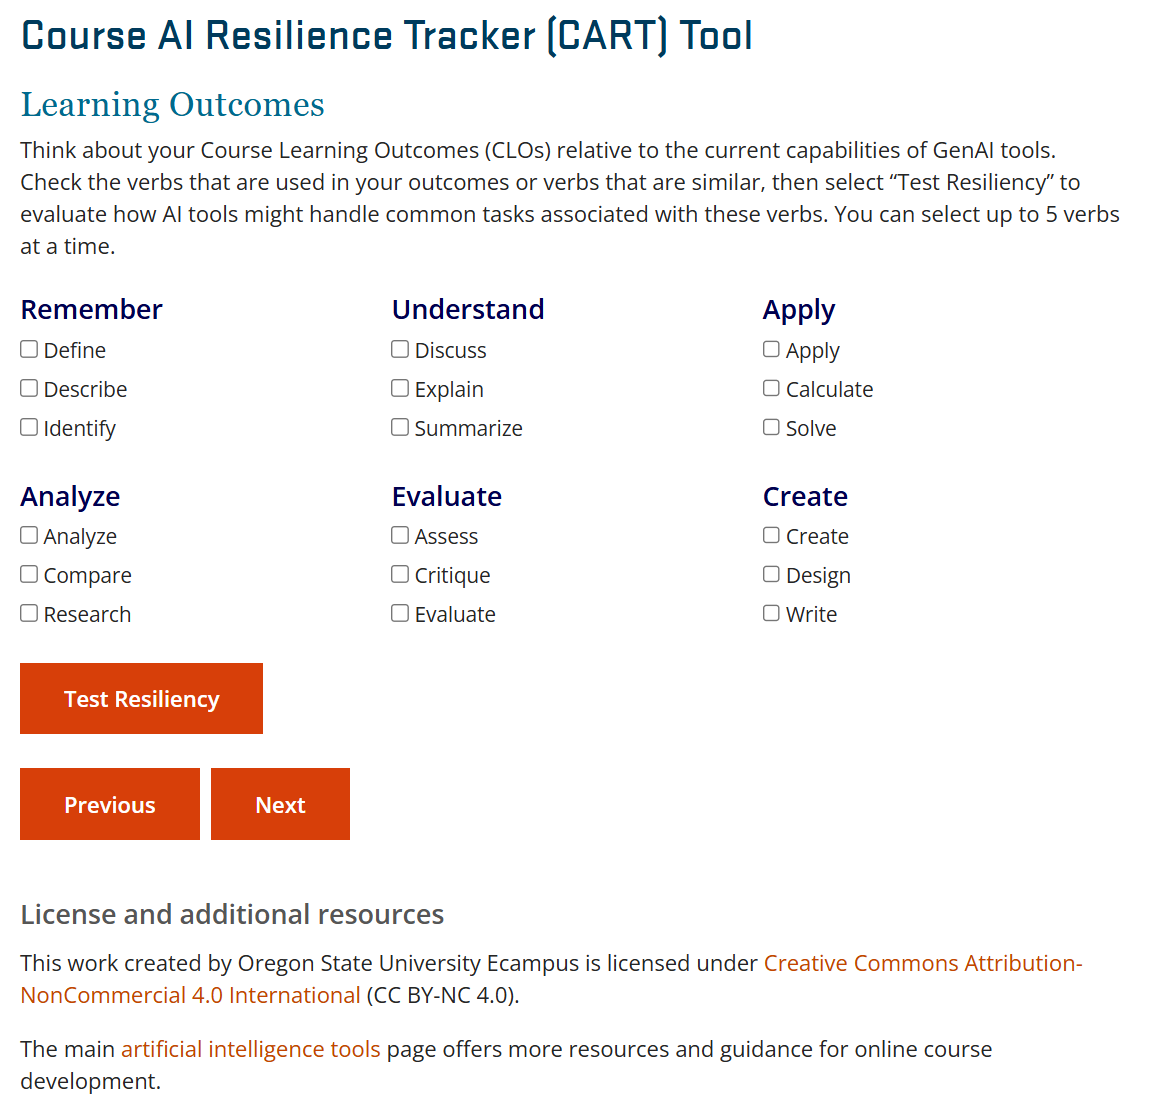 Course AI Resilience Tracker (CART) Tool
Learning Outcomes
Think about your Course Learning Outcomes (CLOs) relative to the current capabilities of GenAI tools.
Check the verbs that are used in your outcomes or verbs that are similar, then select “Test Resiliency” to
evaluate how AI tools might handle common tasks associated with these verbs. You can select up to 5 verbs
at a time.
Remember
Define
Describe
Identify
Understand
Discuss
Explain
Summarize
Apply
Apply
Calculate
Solve
Analyze
Analyze
Compare
Research
Evaluate
Assess
Critique
Evaluate
Create
Create
Design
Write
Test Resiliency
Previous
Next
License and additional resources
This work created by Oregon State University Ecampus is licensed under Creative Commons Attribution-
NonCommercial 4.0 International (CC BY-NC 4.0).
The main artificial intelligence tools page offers more resources and guidance for online course
development.